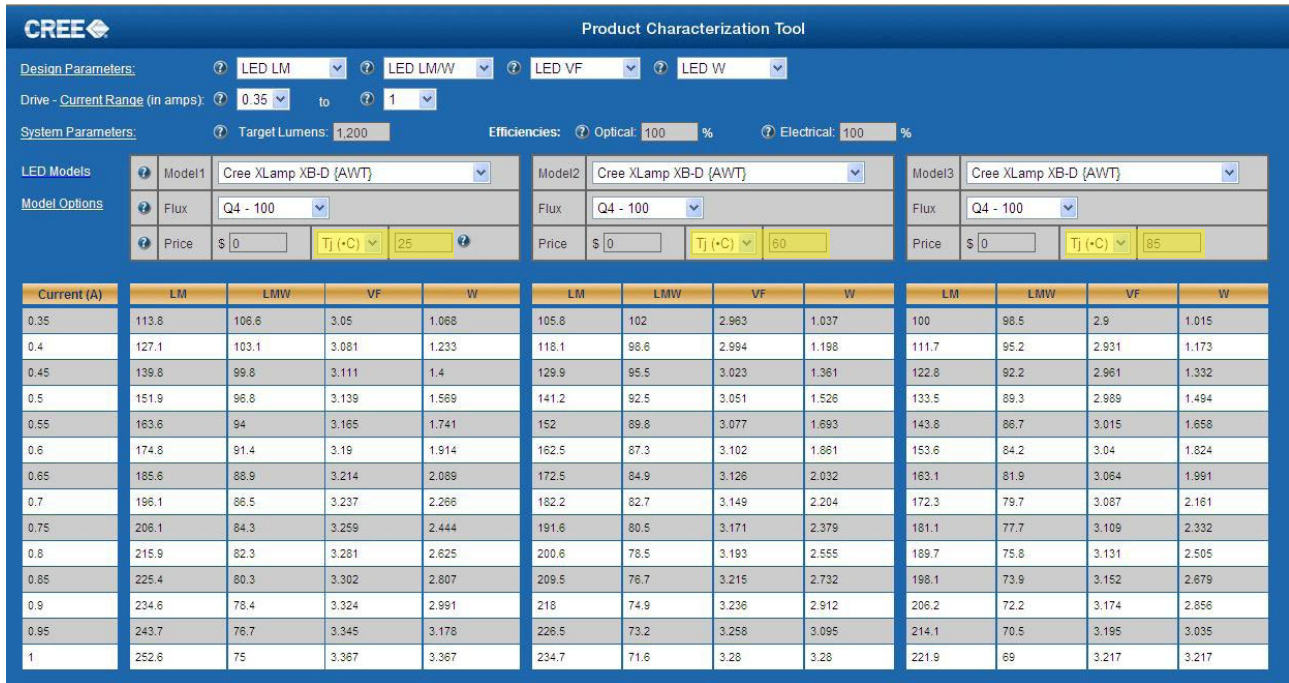 CREE Product Characterization Tool
Design Parameters: ? LED LM ? LED LM/W ? LED VF ? LED W
Drive - Current Range (in amps): ? 0.35 to ? 1
System Parameters: ? Target Lumens: 1,200 Efficiencies: ? Optical: 100 % ? Electrical: 100 %
LED Models ? Model1 Cree XLamp XB-D {AWT} Model2 Cree XLamp XB-D {AWT} Model3 Cree XLamp XB-D {AWT}
Model Options ? Flux Q4 - 100 Flux Q4 - 100 Flux Q4 - 100
? Price $ 0 Tj (•C) 25 ? Price $ 0 Tj (•C) 60 Price $ 0 Tj (•C) 85
Current (A) LM LMW VF W LM LMW VF W LM LMW VF W
0.35 113.8 106.6 3.05 1.068 105.8 102 2.963 1.037 100 98.5 2.9 1.015
0.4 127.1 103.1 3.081 1.233 118.1 98.6 2.994 1.198 111.7 95.2 2.931 1.173
0.45 139.8 99.8 3.111 1.4 129.9 95.5 3.023 1.361 122.8 92.2 2.961 1.332
0.5 151.9 96.8 3.139 1.569 141.2 92.5 3.051 1.526 133.5 89.3 2.989 1.494
0.55 163.6 94 3.165 1.741 152 89.8 3.077 1.693 143.8 86.7 3.015 1.658
0.6 174.8 91.4 3.19 1.914 162.5 87.3 3.102 1.861 153.6 84.2 3.04 1.824
0.65 185.6 88.9 3.214 2.089 172.5 84.9 3.126 2.032 163.1 81.9 3.064 1.991
0.7 196.1 86.5 3.237 2.266 182.2 82.7 3.149 2.204 172.3 79.7 3.087 2.161
0.75 206.1 84.3 3.259 2.444 191.6 80.5 3.171 2.379 181.1 77.7 3.109 2.332
0.8 215.9 82.3 3.281 2.625 200.6 78.5 3.193 2.555 189.7 75.8 3.131 2.505
0.85 225.4 80.3 3.302 2.807 209.5 76.7 3.215 2.732 198.1 73.9 3.152 2.679
0.9 234.6 78.4 3.324 2.991 218 74.9 3.236 2.912 206.2 72.2 3.174 2.856
0.95 243.7 76.7 3.345 3.178 226.5 73.2 3.258 3.095 214.1 70.5 3.195 3.035
1 252.6 75 3.367 3.367 234.7 71.6 3.28 3.28 221.9 69 3.217 3.217